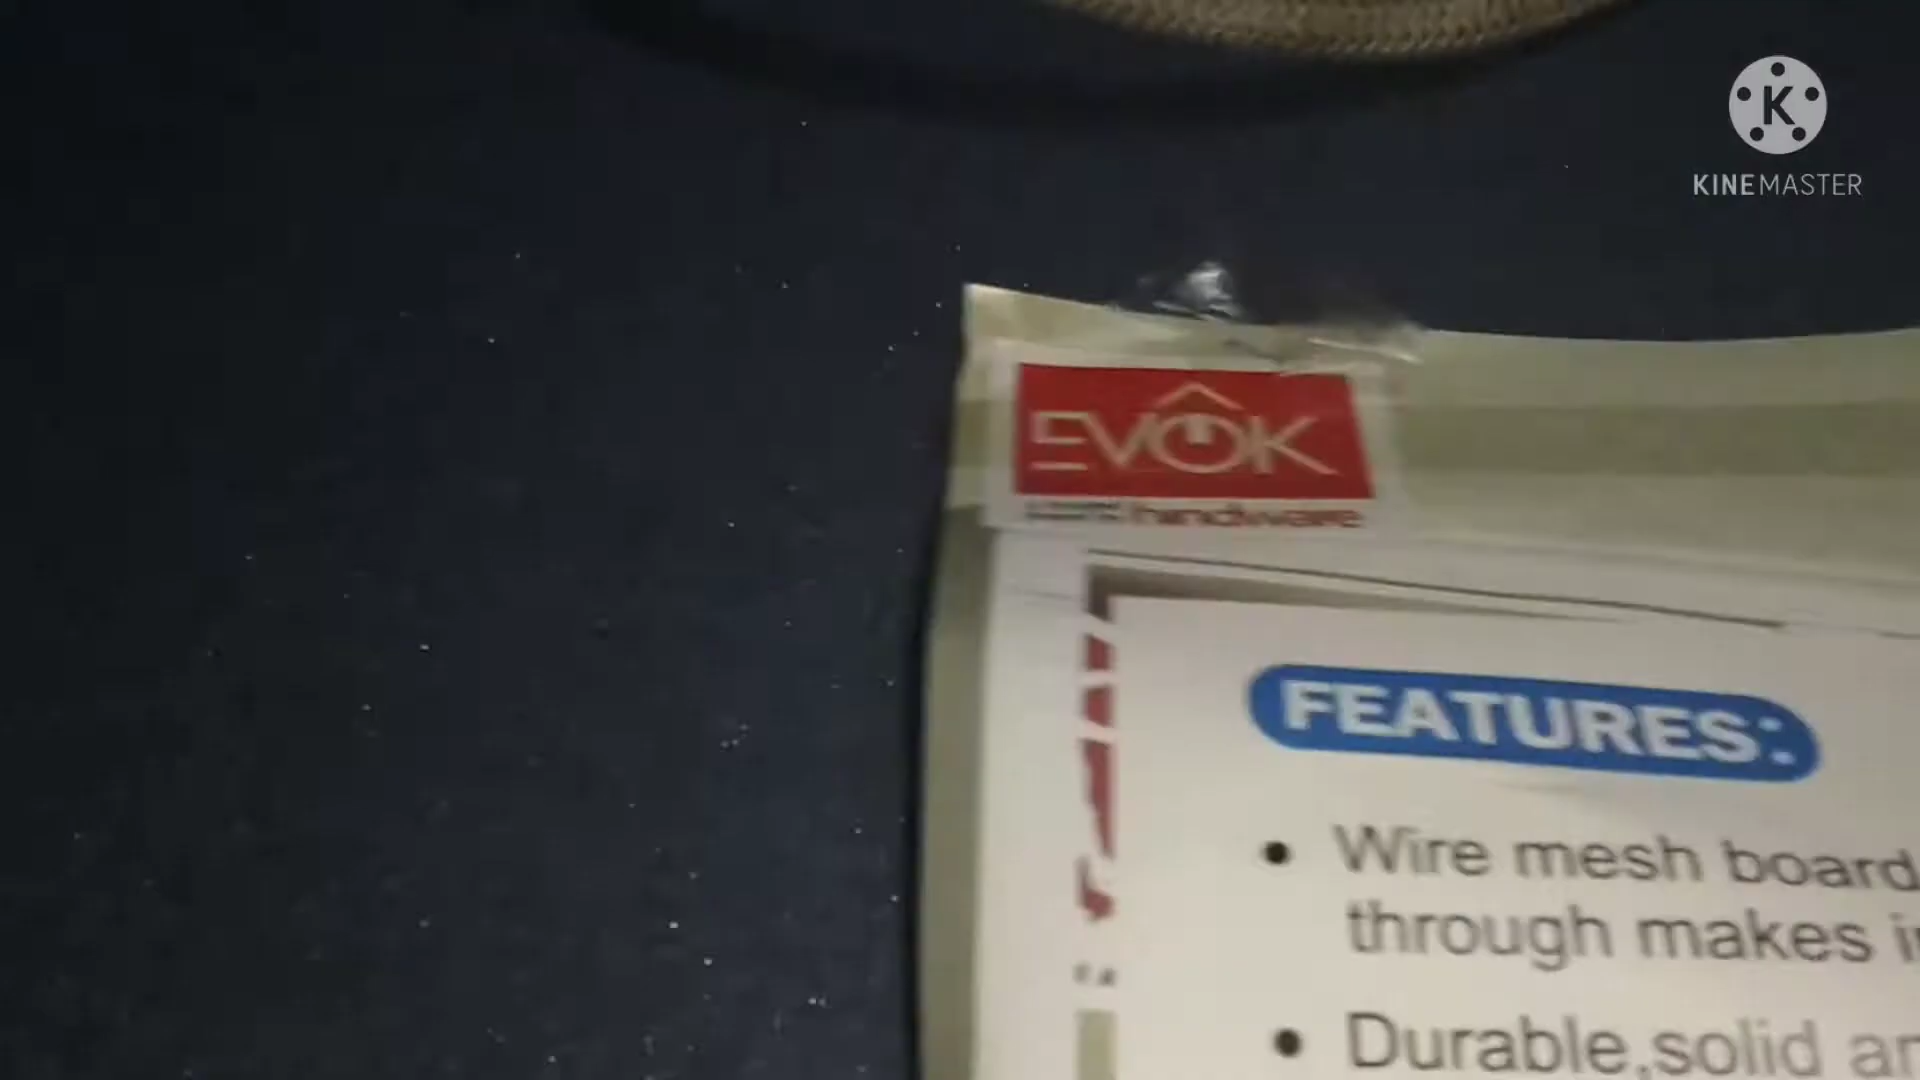 K
KINEMASTER
EVOK
hindware
FEATURES:
Wire mesh board
through makes
Durable,solid